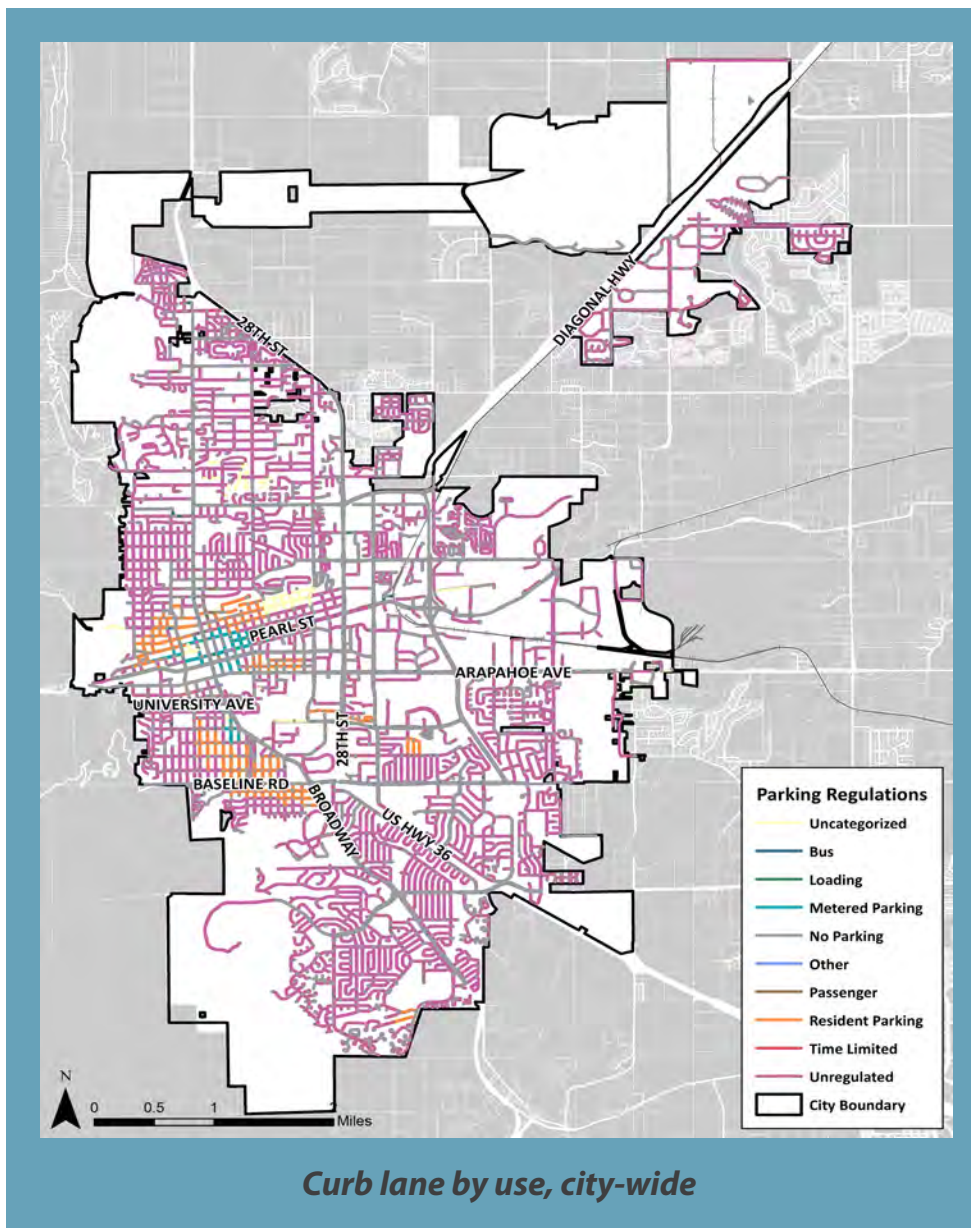 28TH ST
DIAGONAL HWY
PEARL ST
ARAPAHOE AVE
UNIVERSITY AVE
28TH ST
BASELINE RD
BROADWAY
US HWY 36
Parking Regulations
Uncategorized
Bus
Loading
Metered Parking
No Parking
Other
Passenger
Resident Parking
Time Limited
Unregulated
City Boundary
N
0 0.5 1
Miles
Curb lane by use, city-wide